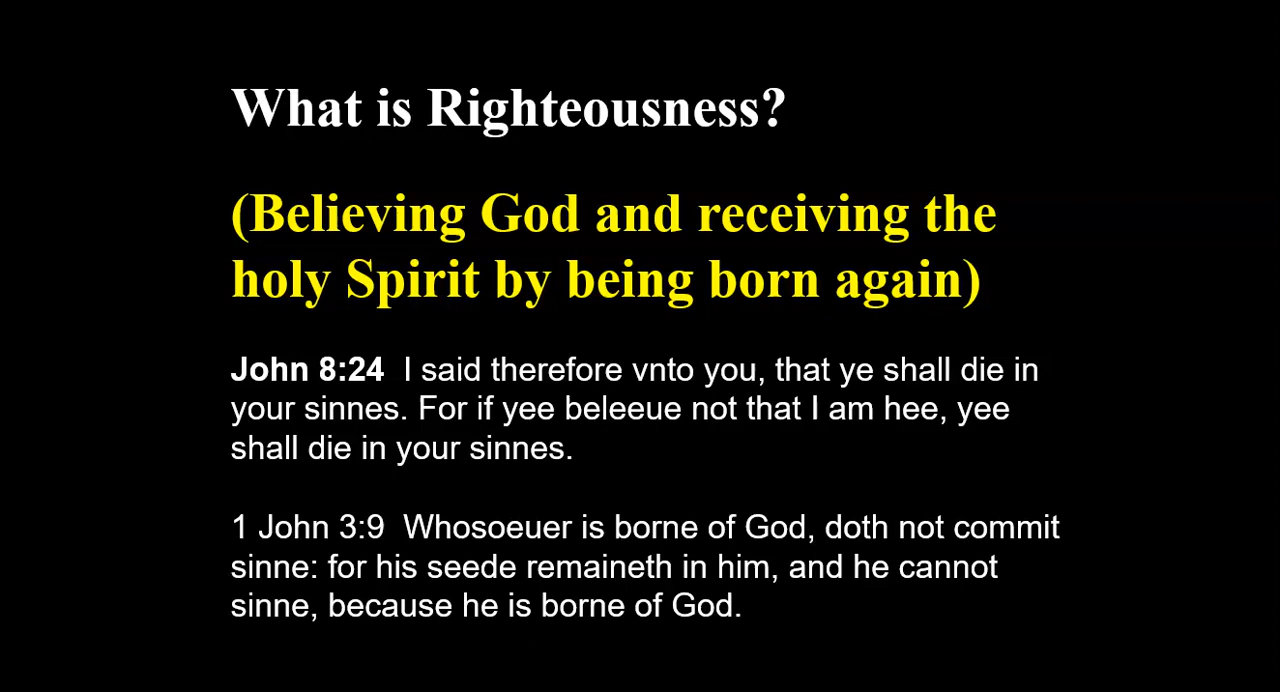 What is Righteousness?
(Believing God and receiving the
holy Spirit by being born again)
John 8:24  I said therefore vnto you, that ye shall die in
your sinnes. For if yee beleeue not that I am hee, yee
shall die in your sinnes.
1 John 3:9  Whosoeuer is borne of God, doth not commit
sinne: for his seede remaineth in him, and he cannot
sinne, because he is borne of God.